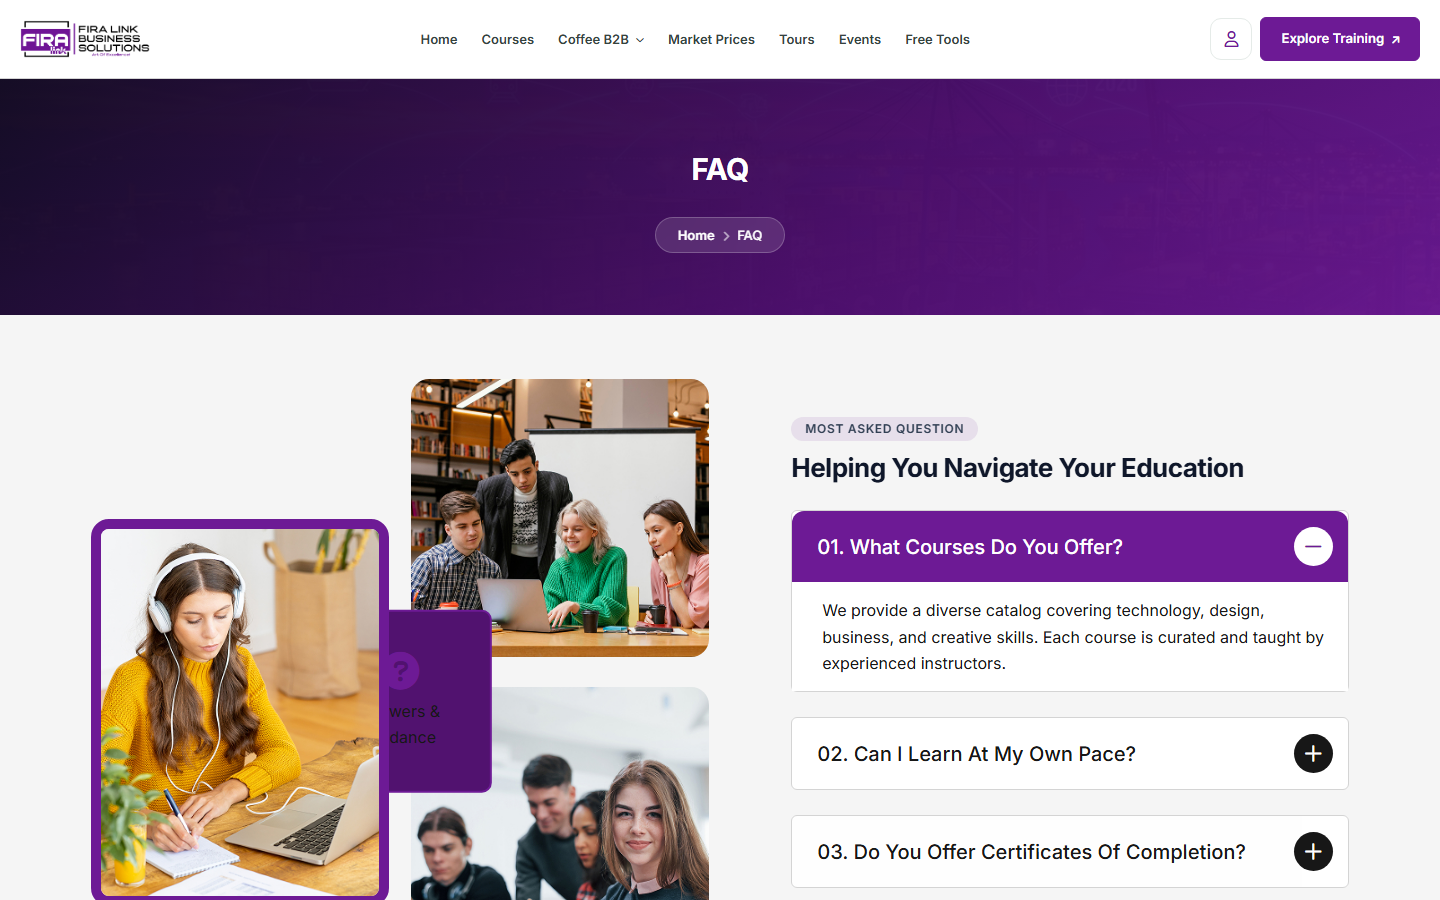 FIRA
FIRA LINK
BUSINESS
SOLUTIONS
Home
Courses
Coffee B2B
Market Prices
Tours
Events
Free Tools
Explore Training
FAQ
Home > FAQ
MOST ASKED QUESTION
Helping You Navigate Your Education
01. What Courses Do You Offer?
We provide a diverse catalog covering technology, design,
business, and creative skills. Each course is curated and taught by
experienced instructors.
?
wers &
dance
02. Can I Learn At My Own Pace?
03. Do You Offer Certificates Of Completion?